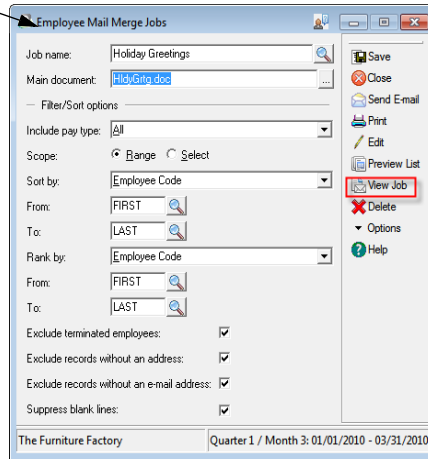 Employee Mail Merge Jobs
Job name: Holiday Greetings
Main document: HldyGrtg.doc ...
Filter/Sort options
Include pay type: All
Scope: Range Select
Sort by: Employee Code
From: FIRST
To: LAST
Rank by: Employee Code
From: FIRST
To: LAST
Exclude terminated employees:
Exclude records without an address:
Exclude records without an e-mail address:
Suppress blank lines:
Save
Close
Send E-mail
Print
Edit
Preview List
View Job
Delete
Options
Help
The Furniture Factory Quarter 1 / Month 3: 01/01/2010 - 03/31/2010